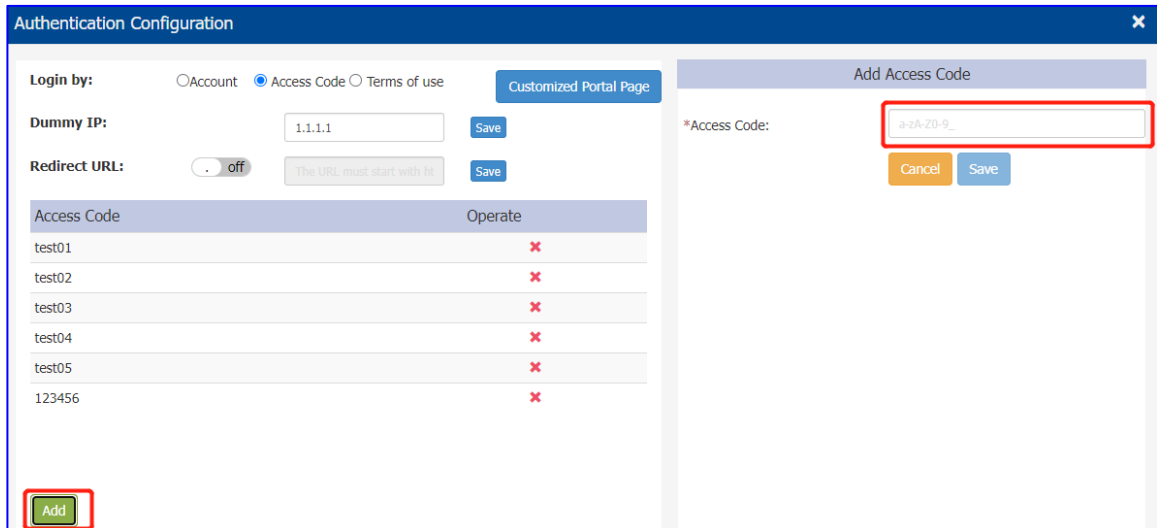 Authentication Configuration
Login by:
Account
Access Code
Terms of use
Customized Portal Page
Dummy IP:
1.1.1.1
Save
Redirect URL:
off
The URL must start with ht
Save
Access Code
Operate
test01
test02
test03
test04
test05
123456
Add
Add Access Code
*Access Code:
a-zA-Z0-9_
Cancel
Save